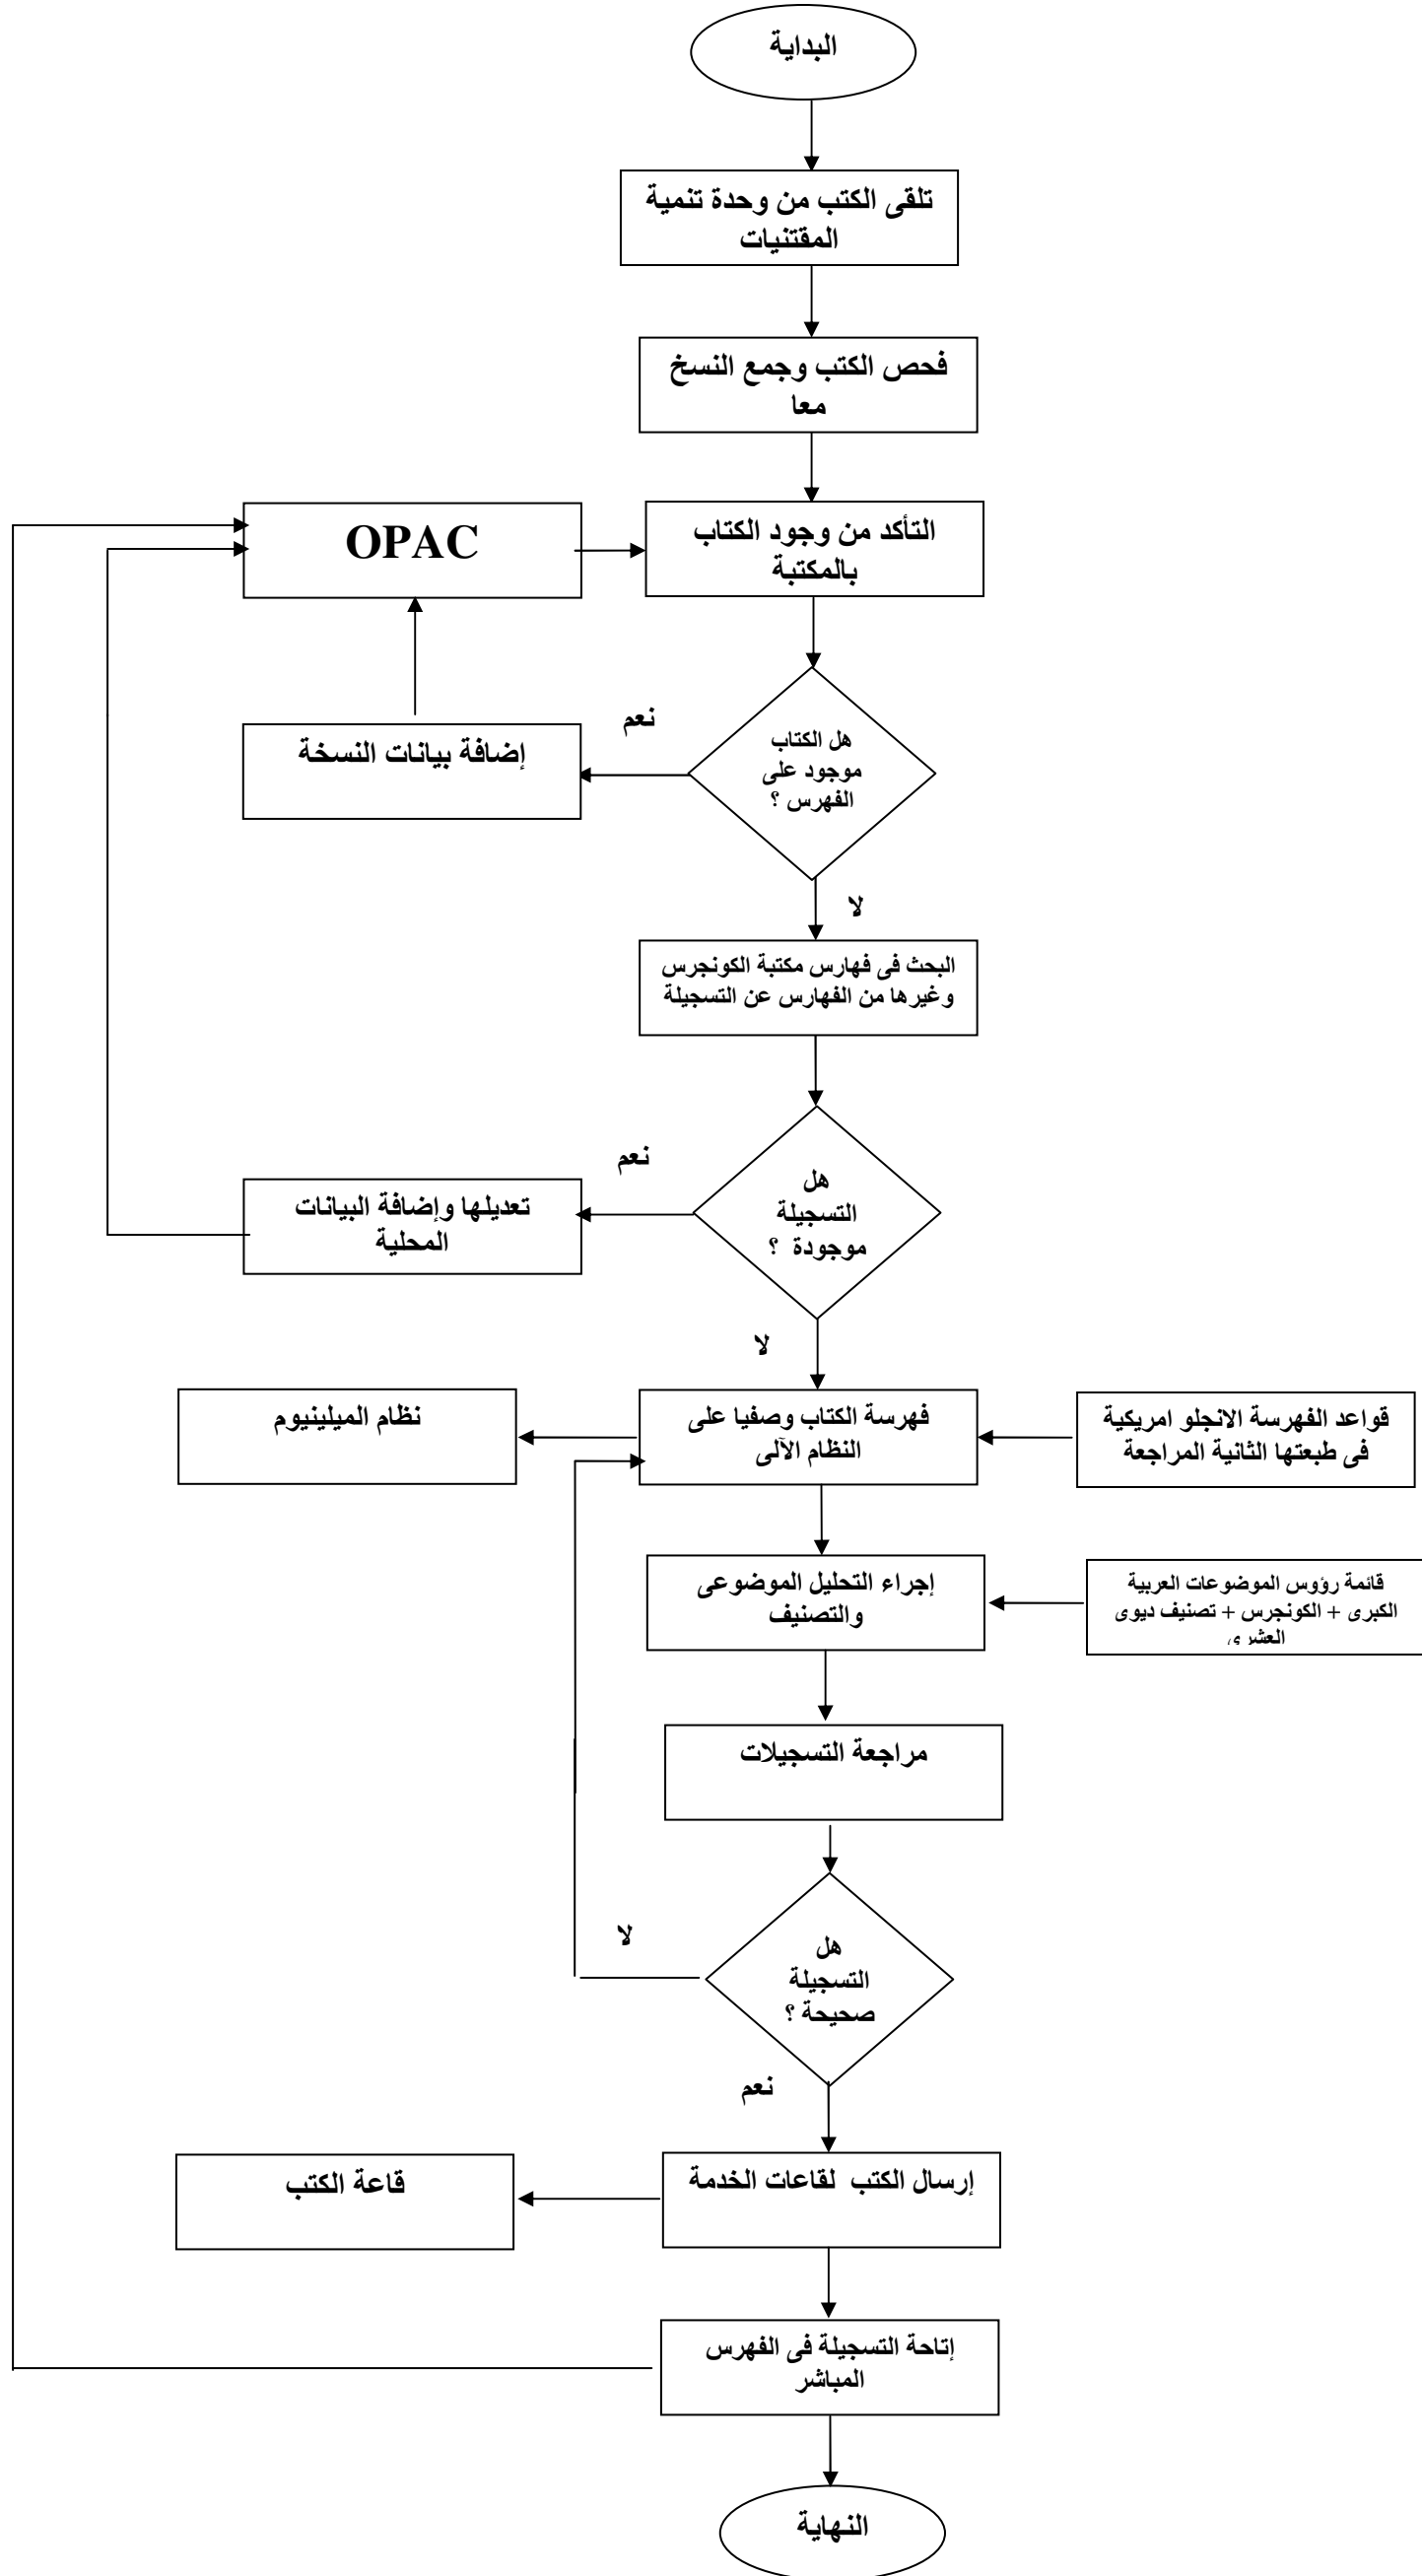 البداية
تلقى الكتب من وحدة تنمية
المقتنيات
فحص الكتب وجمع النسخ
معا
التأكد من وجود الكتاب
بالمكتبة
OPAC
هل الكتاب
موجود على
الفهرس ؟
نعم
إضافة بيانات النسخة
لا
البحث فى فهارس مكتبة الكونجرس
وغيرها من الفهارس عن التسجيلة
هل
التسجيلة
موجودة ؟
نعم
تعديلها وإضافة البيانات
المحلية
لا
قواعد الفهرسة الانجلو امريكية
فى طبعتها الثانية المراجعة
فهرسة الكتاب وصفيا على
النظام الآلى
نظام الميلينيوم
قائمة رؤوس الموضوعات العربية
الكبرى + الكونجرس + تصنيف ديوى
العشرى
إجراء التحليل الموضوعى
والتصنيف
مراجعة التسجيلات
هل
التسجيلة
صحيحة ؟
لا
نعم
إرسال الكتب لقاعات الخدمة
قاعة الكتب
إتاحة التسجيلة فى الفهرس
المباشر
النهاية